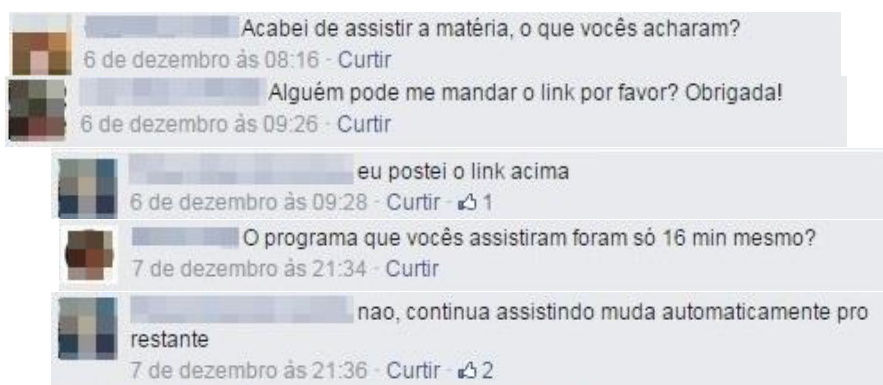 Acabei de assistir a matéria, o que vocês acharam?
6 de dezembro às 08:16 · Curtir
Alguém pode me mandar o link por favor? Obrigada!
6 de dezembro às 09:26 · Curtir
eu postei o link acima
6 de dezembro às 09:28 · Curtir · 1
O programa que vocês assistiram foram só 16 min mesmo?
7 de dezembro às 21:34 · Curtir
nao, continua assistindo muda automaticamente pro
restante
7 de dezembro às 21:36 · Curtir · 2